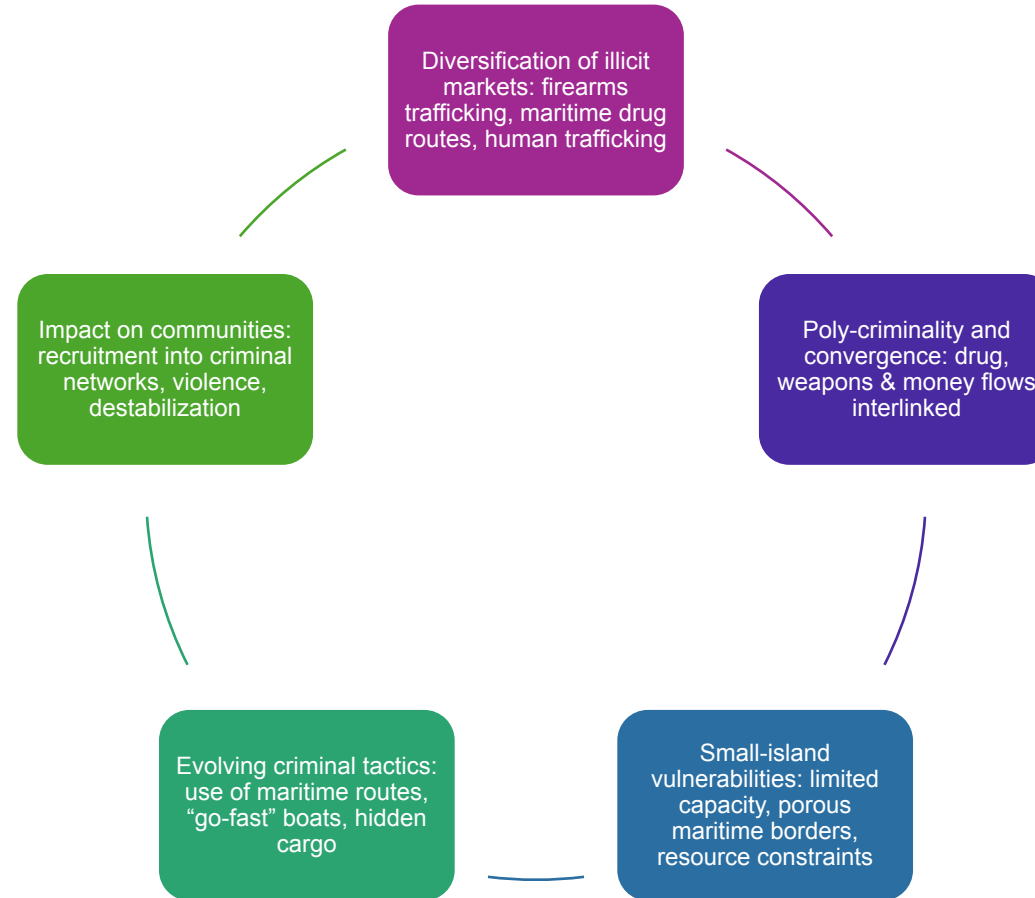 Diversification of illicit
markets: firearms
trafficking, maritime drug
routes, human trafficking
Poly-criminality and
convergence: drug,
weapons & money flows
interlinked
Small-island
vulnerabilities: limited
capacity, porous
maritime borders,
resource constraints
Evolving criminal tactics:
use of maritime routes,
“go-fast” boats, hidden
cargo
Impact on communities:
recruitment into criminal
networks, violence,
destabilization